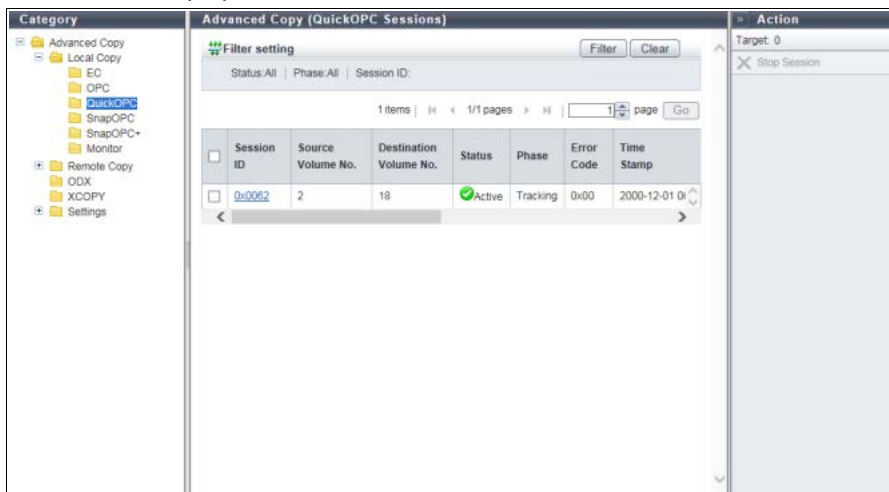 Category
Advanced Copy
Local Copy
EC
OPC
QuickOPC
SnapOPC
SnapOPC+
Monitor
Remote Copy
ODX
XCOPY
Settings
Advanced Copy (QuickOPC Sessions)
Filter setting
Filter Clear
Status:All | Phase:All | Session ID:
1 items | 1/1 pages | 1 page Go
Session ID Source Volume No. Destination Volume No. Status Phase Error Code Time Stamp
0x0062 2 18 Active Tracking 0x00 2000-12-01
» Action
Target: 0
Stop Session